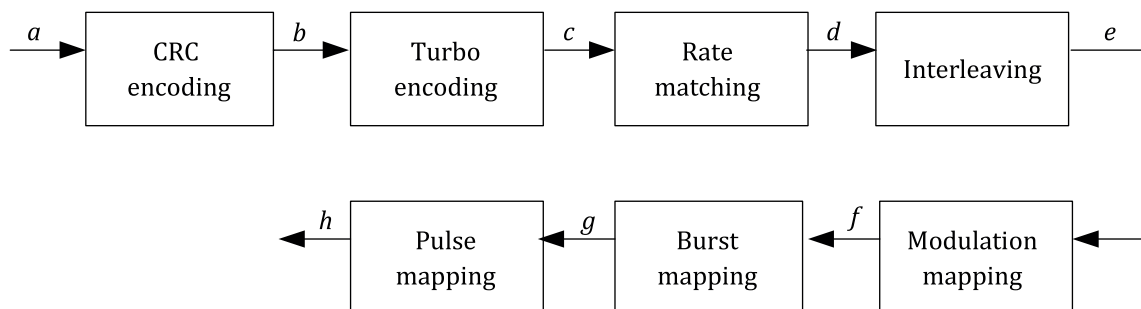 a
CRC
encoding
b
Turbo
encoding
c
Rate
matching
d
Interleaving
e
h
Pulse
mapping
g
Burst
mapping
f
Modulation
mapping